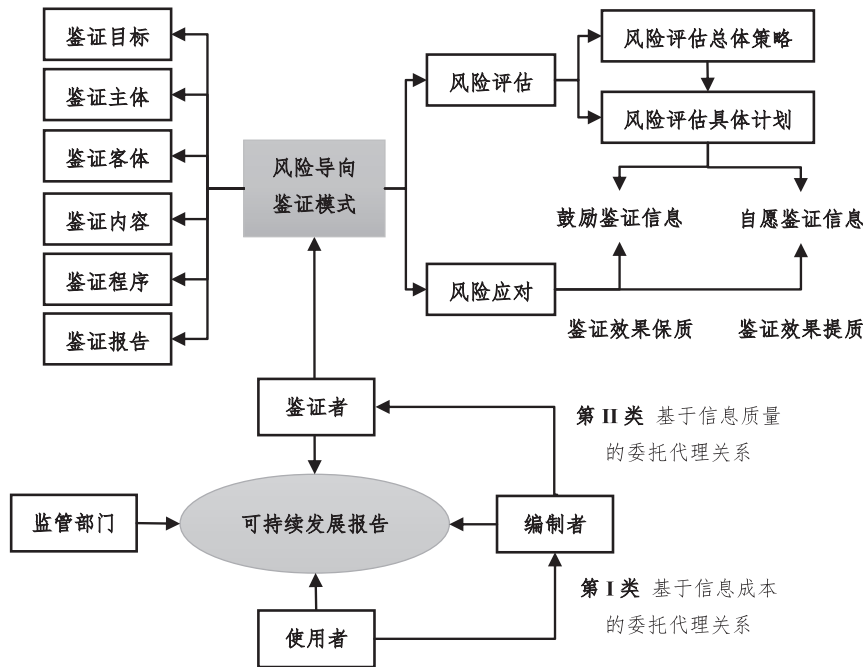 鉴证目标
鉴证主体
鉴证客体
鉴证内容
鉴证程序
鉴证报告
风险导向
鉴证模式
风险评估
风险评估总体策略
风险评估具体计划
鼓励鉴证信息
自愿鉴证信息
风险应对
鉴证效果保质
鉴证效果提质
鉴证者
第 II 类 基于信息质量
的委托代理关系
监管部门
可持续发展报告
编制者
第 I 类 基于信息成本
的委托代理关系
使用者